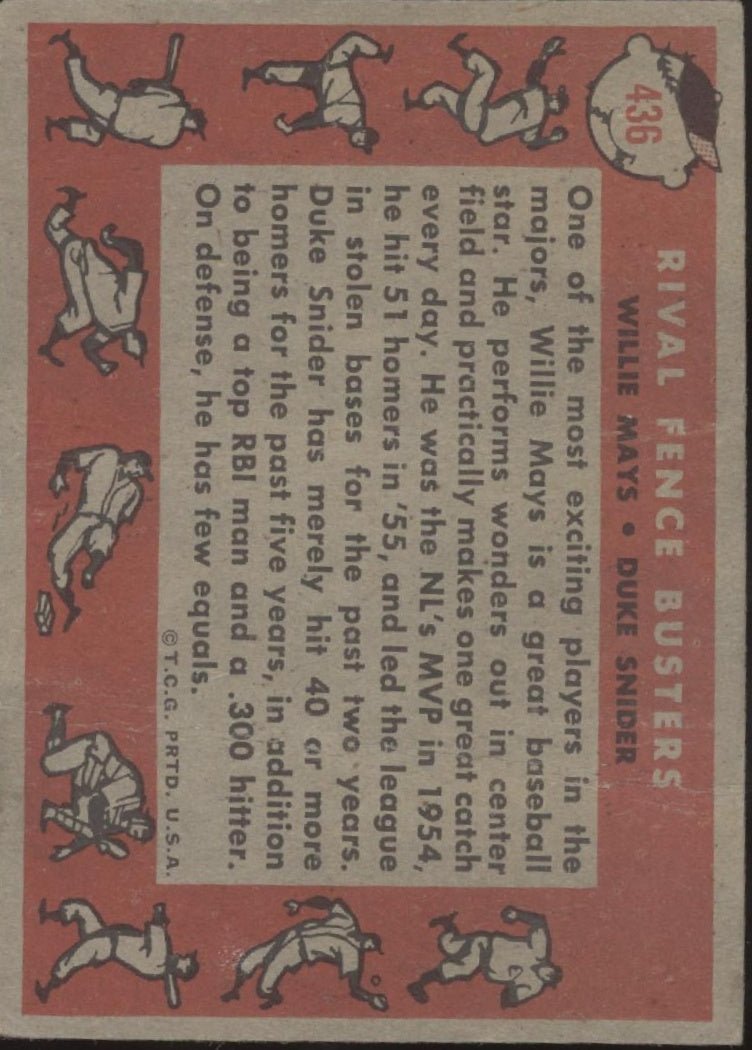 436
RIVAL FENCE BUSTERS
WILLIE MAYS • DUKE SNIDER
One of the most exciting players in the
majors, Willie Mays is a great baseball
star. He performs wonders out in center
field and practically makes one great catch
every day. He was the NL's MVP in 1954,
he hit 51 homers in '55, and led the league
in stolen bases for the past two years.
Duke Snider has merely hit 40 or more
homers for the past five years, in addition
to being a top RBI man and a .300 hitter.
On defense, he has few equals.
©T.C.G. PRTD. U.S.A.